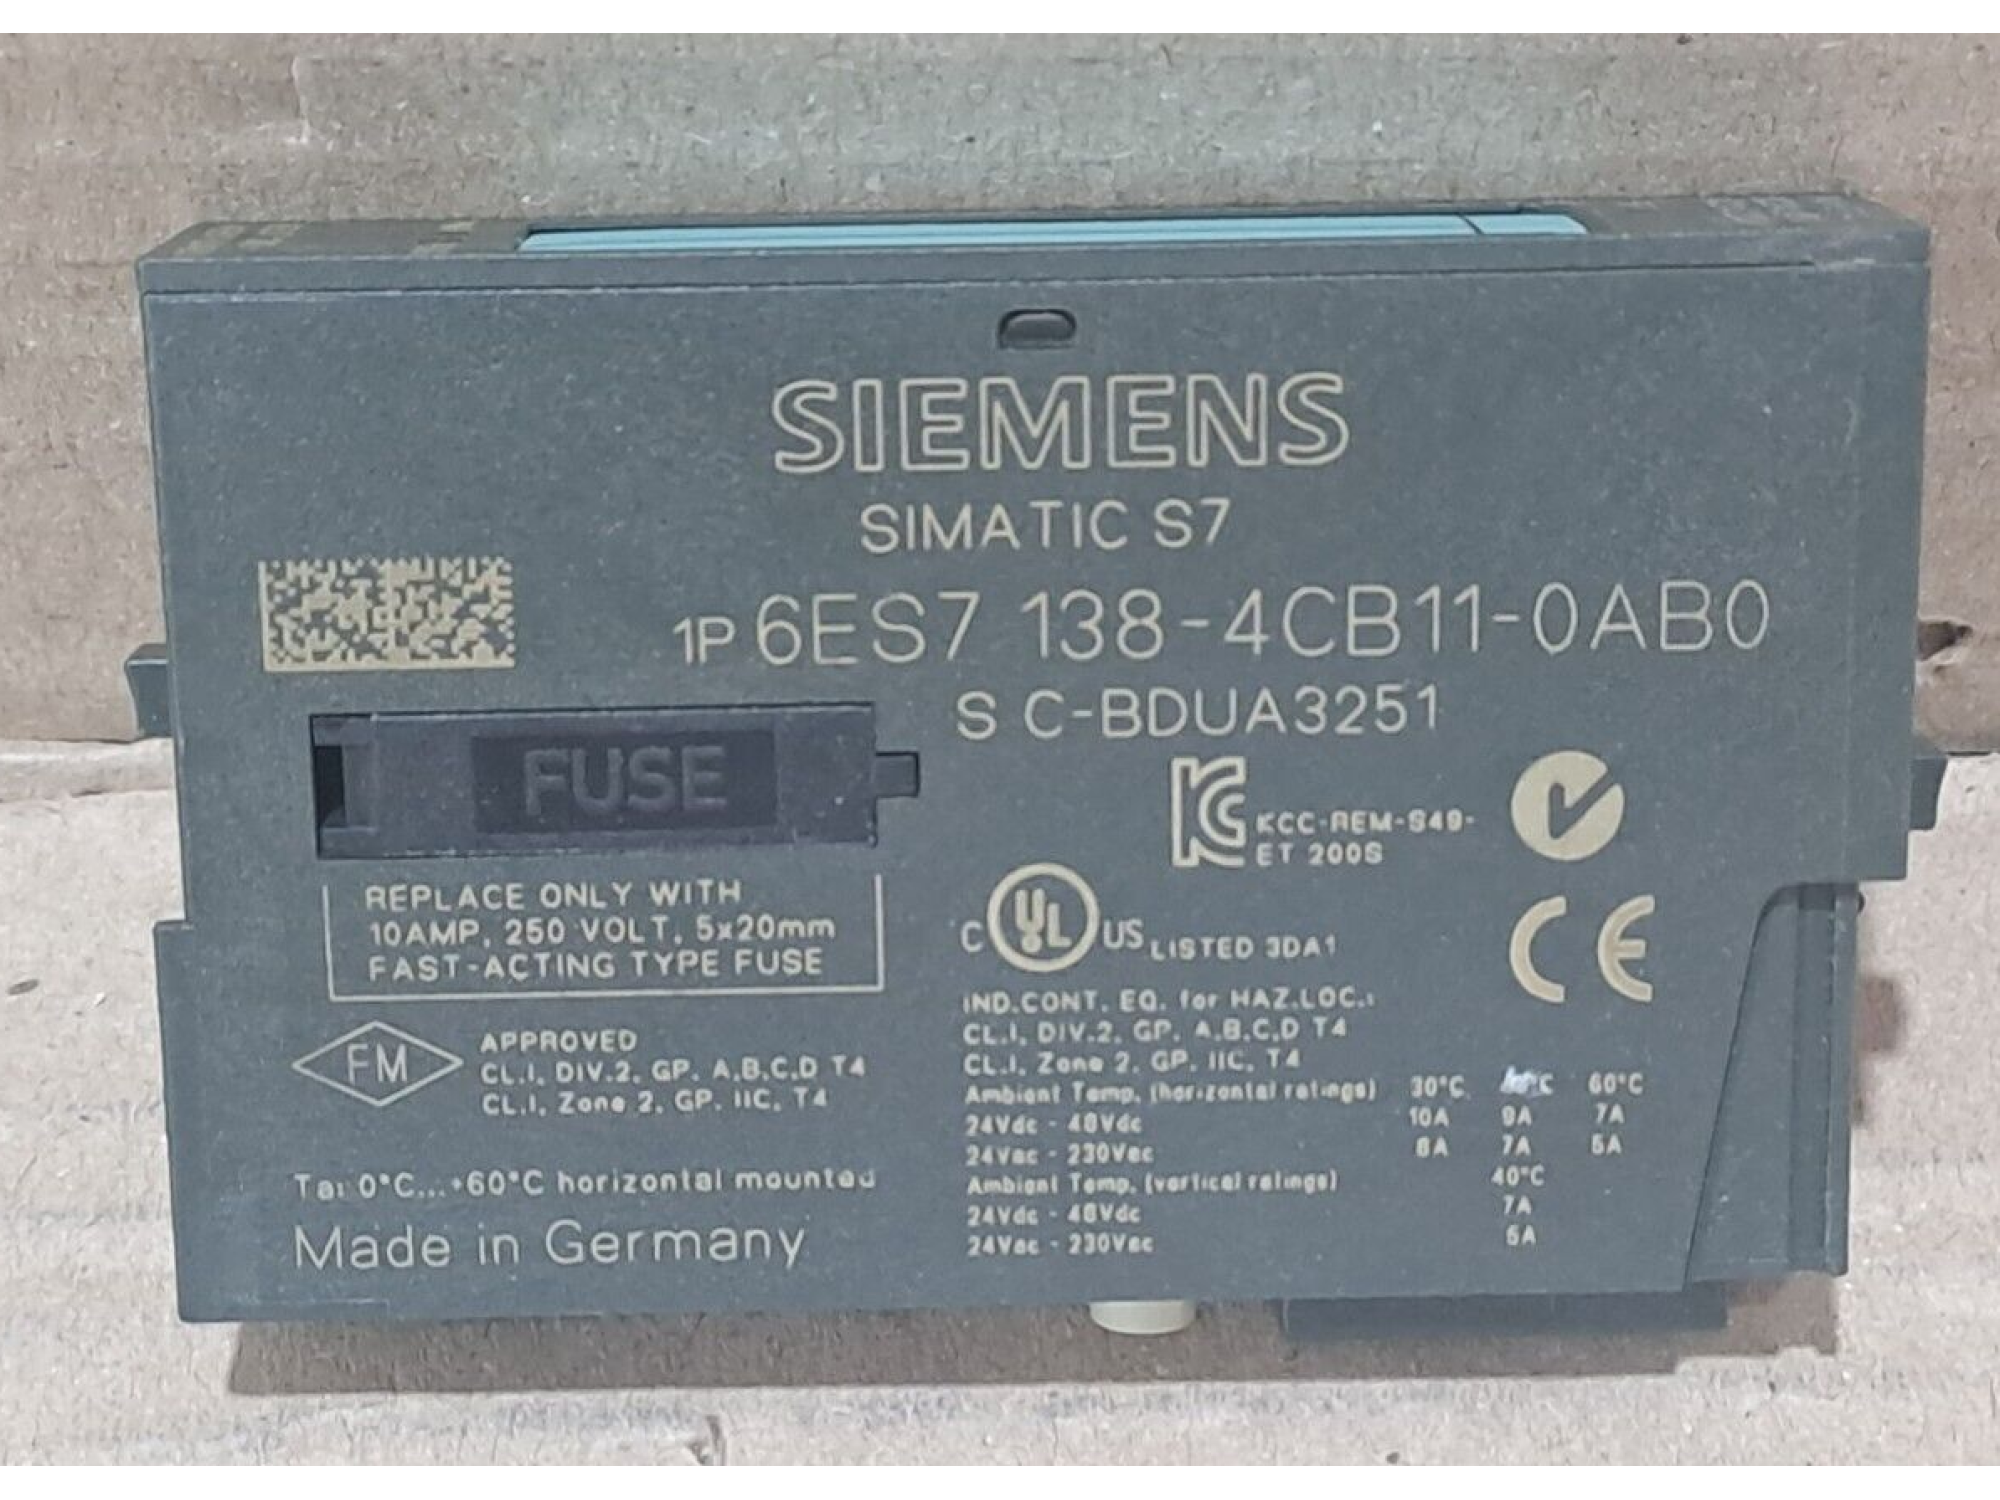 SIEMENS
SIMATIC S7
1P 6ES7 138-4CB11-0AB0
S C-BDUA3251
FUSE
KCC-REM-S49-
ET 200S
REPLACE ONLY WITH
10AMP, 250 VOLT, 5x20mm
FAST-ACTING TYPE FUSE
C UL US LISTED 3DA1
CE
FM APPROVED
CL.I, DIV.2, GP. A,B,C,D T4
CL.I, Zone 2, GP. IIC, T4
IND.CONT. EQ. for HAZ.LOC.:
CL.I, DIV.2, GP. A,B,C,D T4
CL.I, Zone 2, GP. IIC, T4
Ambient Temp. (horizontal ratings) 30°C 60°C
24Vdc - 48Vdc 10A 9A 7A
24Vac - 230Vac 8A 7A 5A
Ambient Temp. (vertical ratings) 40°C
24Vdc - 48Vdc 7A
24Vac - 230Vac
Ta: 0°C...+60°C horizontal mounted
Made in Germany